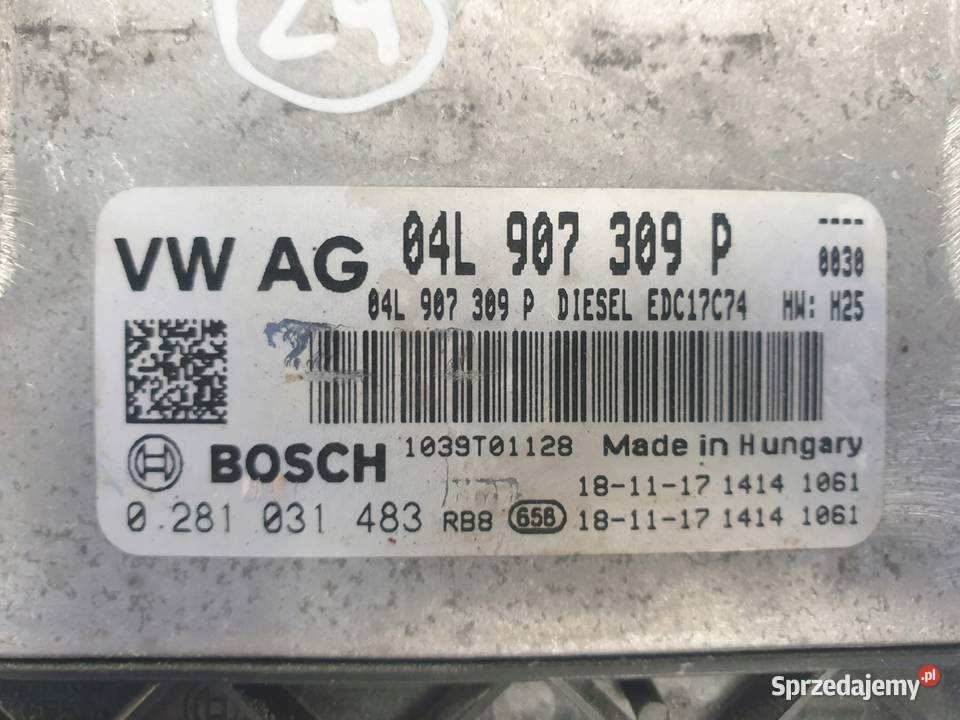 24
VW AG 04L 907 309 P ----
0030
04L 907 309 P DIESEL EDC17C74 HW: H25
BOSCH 1039T01128 Made in Hungary
18-11-17 1414 1061
0 281 031 483 RB8 658 18-11-17 1414 1061
Sprzedajemy.pl